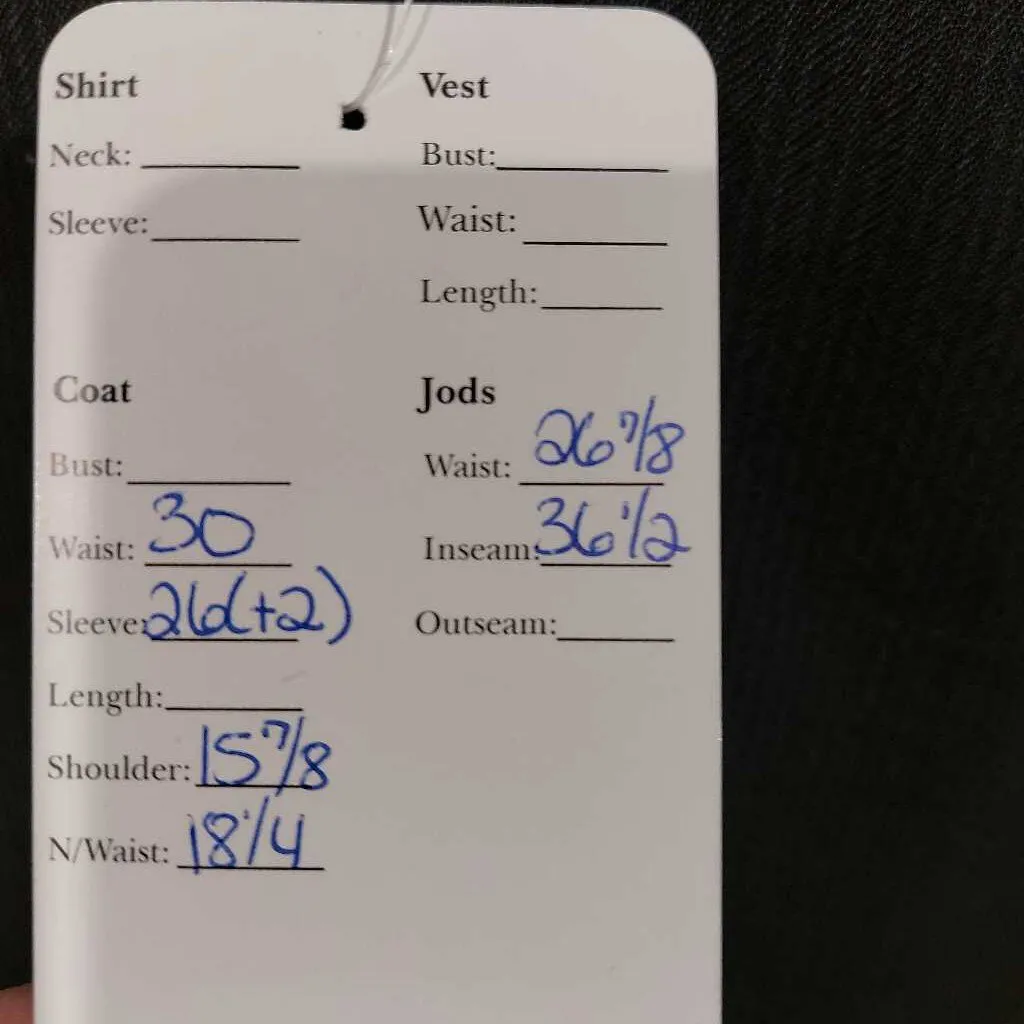 Shirt
Neck:
Sleeve:
Vest
Bust:
Waist:
Length:
Coat
Bust:
Waist: 30
Sleeve: 26(+2)
Length:
Shoulder: 15 7/8
N/Waist: 18 1/4
Jods
Waist: 26 7/8
Inseam: 36 1/2
Outseam: